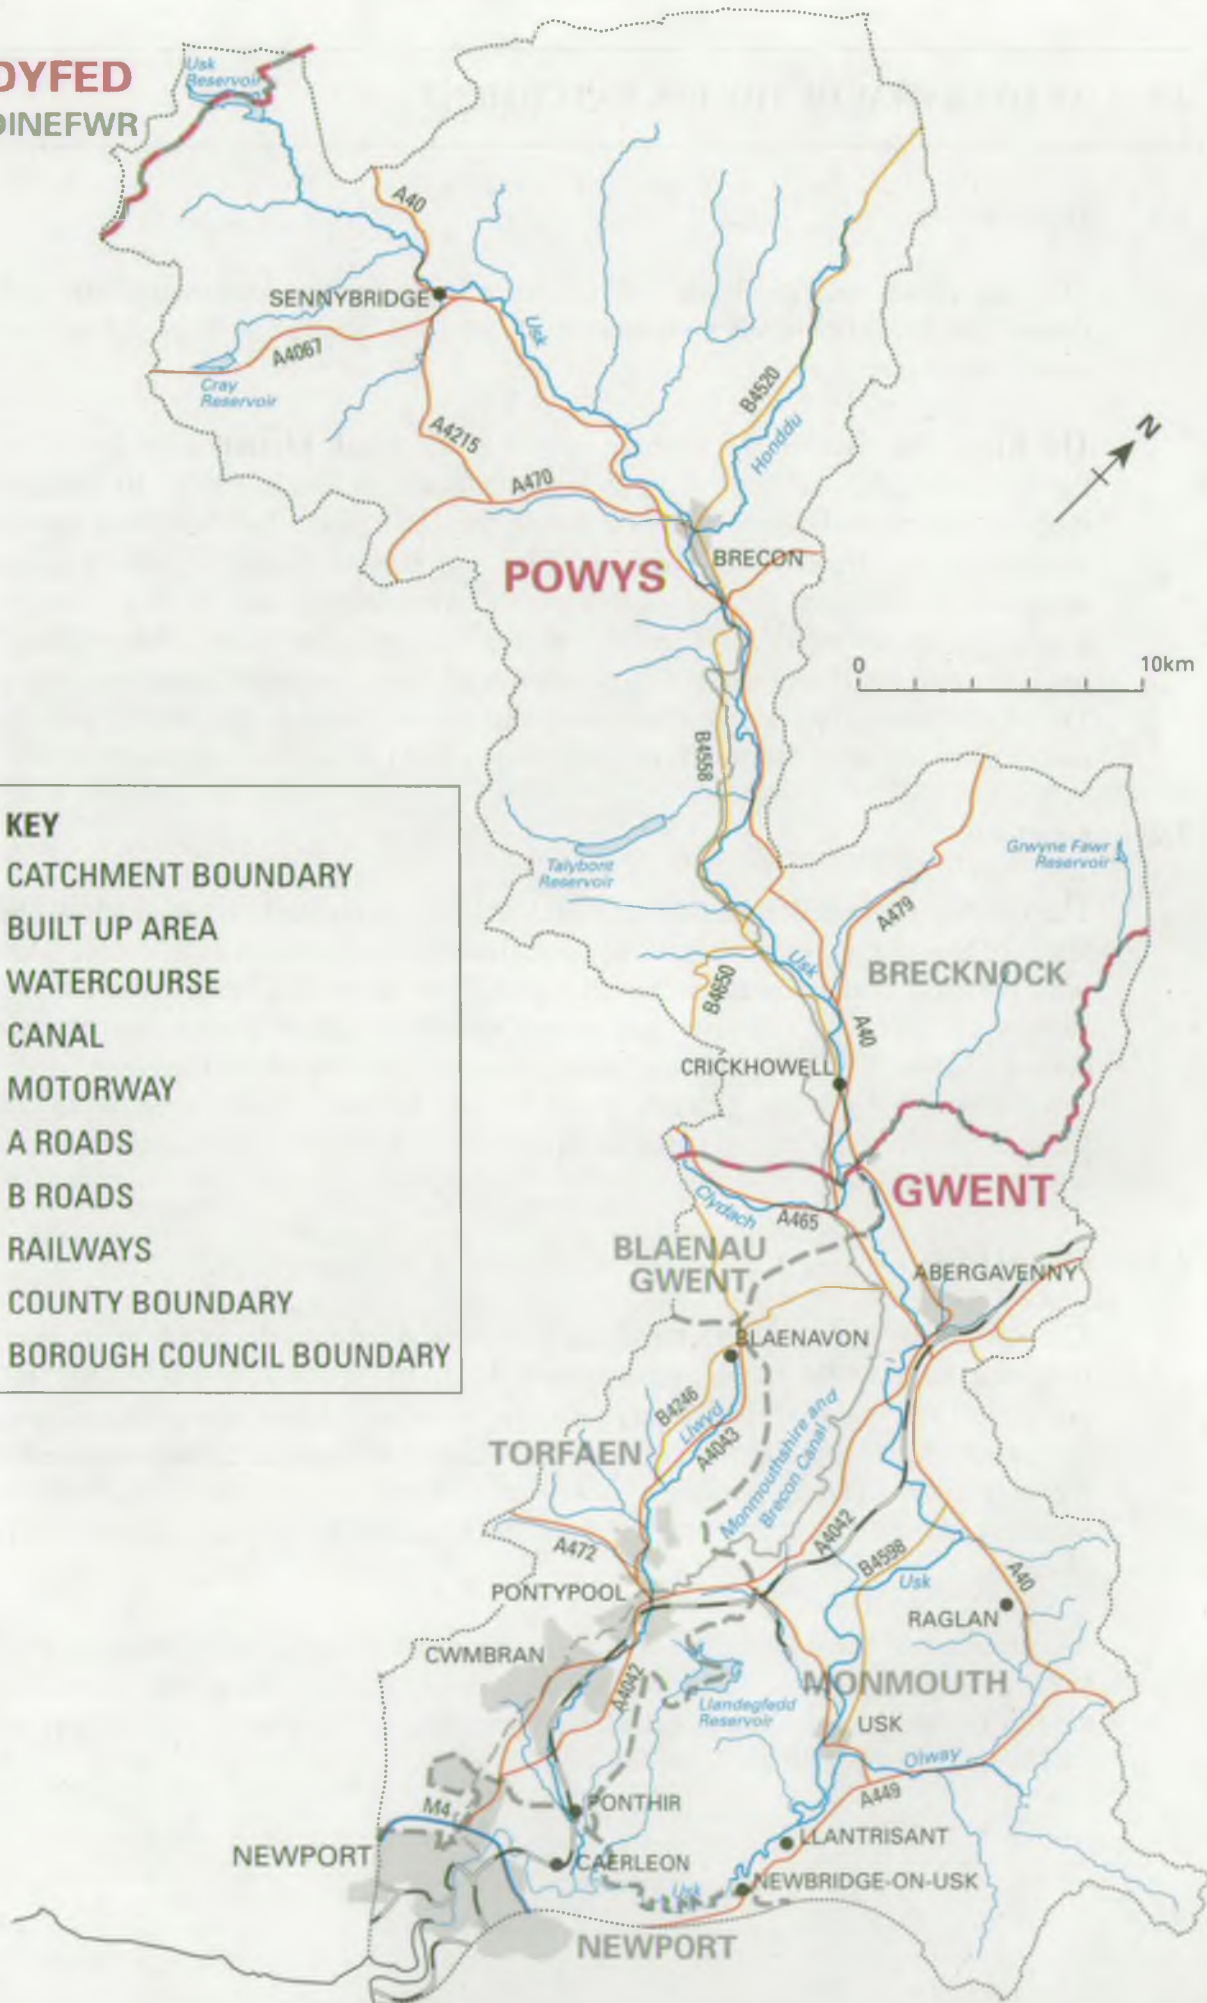 DYFED
DINEFWR
Usk
Reservoir
A40
SENNYBRIDGE
Usk
A4067
Cray
Reservoir
A4215
A470
B4520
Honddu
N
POWYS
BRECON
0 10km
B4558
KEY
CATCHMENT BOUNDARY
BUILT UP AREA
WATERCOURSE
CANAL
MOTORWAY
A ROADS
B ROADS
RAILWAYS
COUNTY BOUNDARY
BOROUGH COUNCIL BOUNDARY
Talybont
Reservoir
Grwyne Fawr
Reservoir
A479
Usk
BRECKNOCK
B4650
A40
CRICKHOWELL
GWENT
Clydach
A465
BLAENAU
GWENT
ABERGAVENNY
BLAENAVON
B4246
Llwyd
A4043
TORFAEN
Monmouthshire and
Brecon Canal
A472
A4042
B4598
Usk
A40
PONTYPOOL
RAGLAN
CWMBRAN
A4042
Llandegfedd
Reservoir
MONMOUTH
USK
Olway
A449
M4
PONTHIR
LLANTRISANT
NEWPORT
CAERLEON
Usk
NEWBRIDGE-ON-USK
NEWPORT